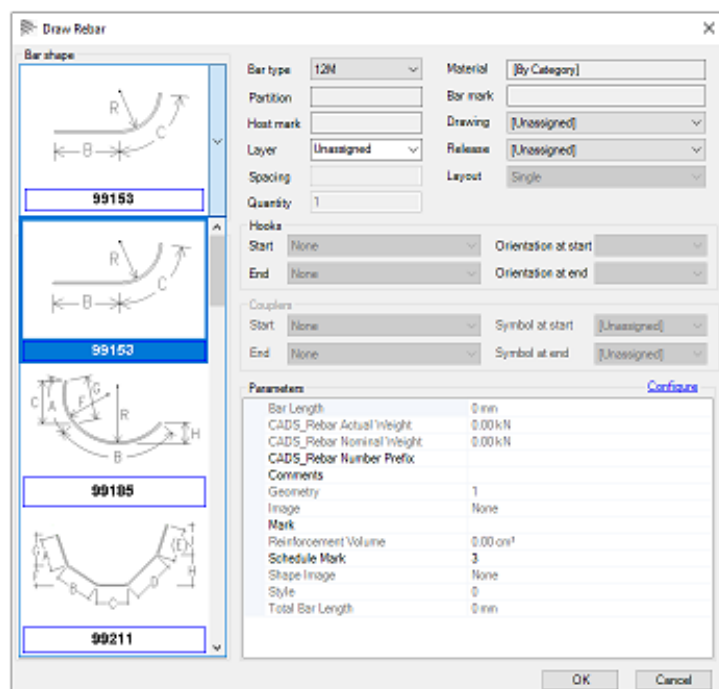 Draw Rebar
Bar shape
R
B
C
99153
R
B
C
99153
C
A
F
G
R
B
H
99185
G
A
F
B
C
D
(E)
H
99211
Bar type 12M Material [By Category]
Partition Bar mark
Host mark Drawing [Unassigned]
Layer Unassigned Release [Unassigned]
Spacing Layout Single
Quantity 1
Hooks
Start None Orientation at start
End None Orientation at end
Couplers
Start None Symbol at start [Unassigned]
End None Symbol at end [Unassigned]
Parameters Configure
Bar Length 0 mm
CADS_Rebar Actual Weight 0.00 kN
CADS_Rebar Nominal Weight 0.00 kN
CADS_Rebar Number Prefix
Comments
Geometry 1
Image None
Mark
Reinforcement Volume 0.00 cm³
Schedule Mark 3
Shape Image None
Style 0
Total Bar Length 0 mm
OK Cancel